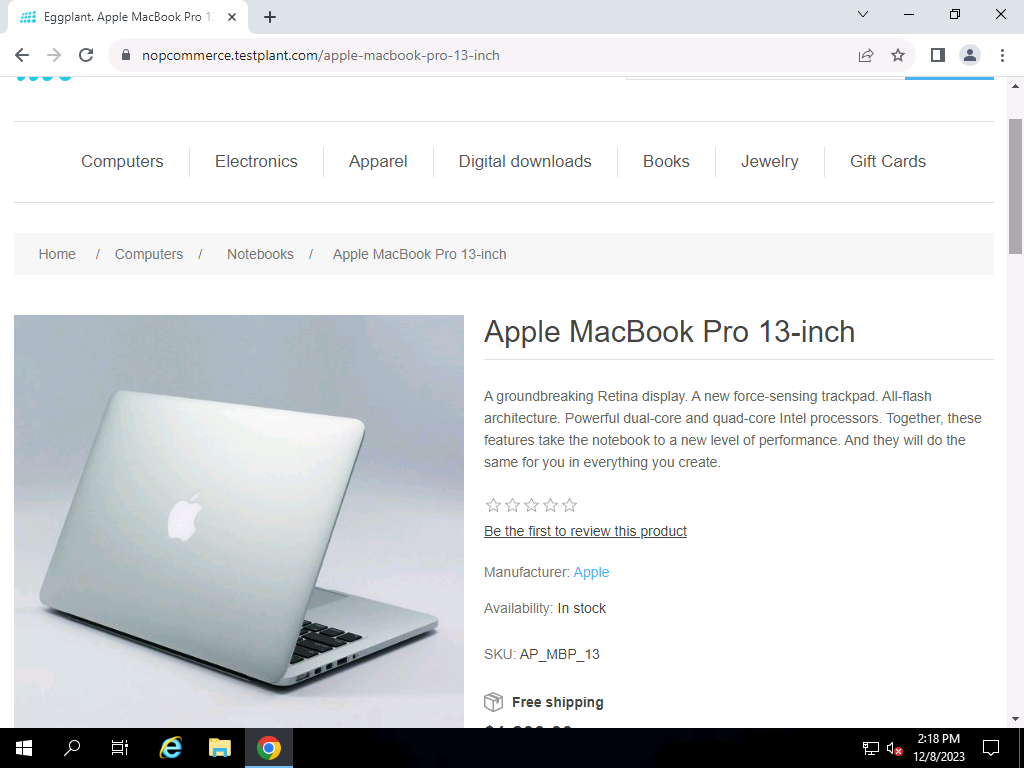 Eggplant. Apple MacBook Pro 1
nopcommerce.testplant.com/apple-macbook-pro-13-inch
Computers
Electronics
Apparel
Digital downloads
Books
Jewelry
Gift Cards
Home / Computers / Notebooks / Apple MacBook Pro 13-inch
Apple MacBook Pro 13-inch
A groundbreaking Retina display. A new force-sensing trackpad. All-flash
architecture. Powerful dual-core and quad-core Intel processors. Together, these
features take the notebook to a new level of performance. And they will do the
same for you in everything you create.
Be the first to review this product
Manufacturer: Apple
Availability: In stock
SKU: AP_MBP_13
Free shipping
2:18 PM
12/8/2023